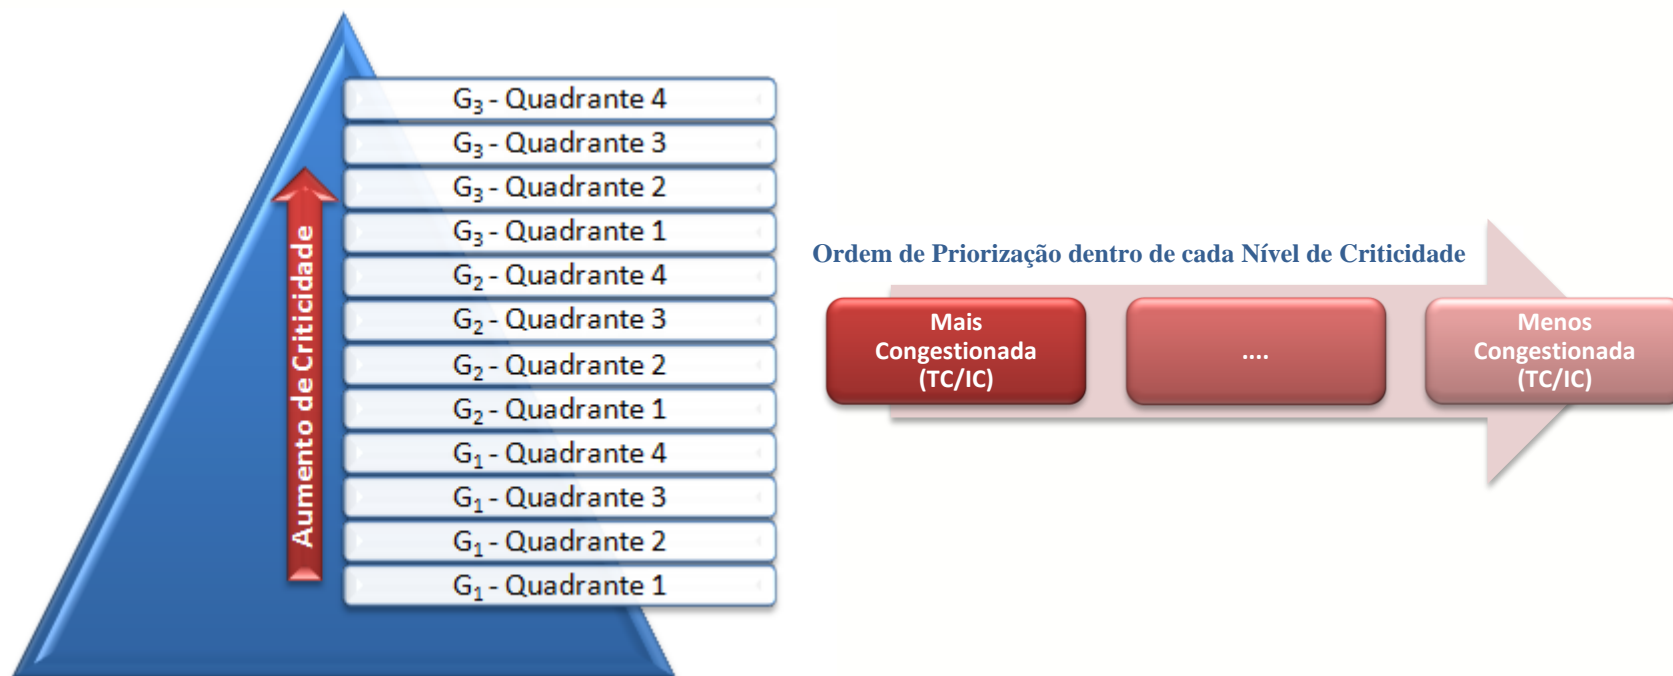 G₃ - Quadrante 4
G₃ - Quadrante 3
G₃ - Quadrante 2
G₃ - Quadrante 1
G₂ - Quadrante 4
G₂ - Quadrante 3
G₂ - Quadrante 2
G₂ - Quadrante 1
G₁ - Quadrante 4
G₁ - Quadrante 3
G₁ - Quadrante 2
G₁ - Quadrante 1
Aumento de Criticidade
Ordem de Priorização dentro de cada Nível de Criticidade
Mais
Congestionada
(TC/IC)
....
Menos
Congestionada
(TC/IC)